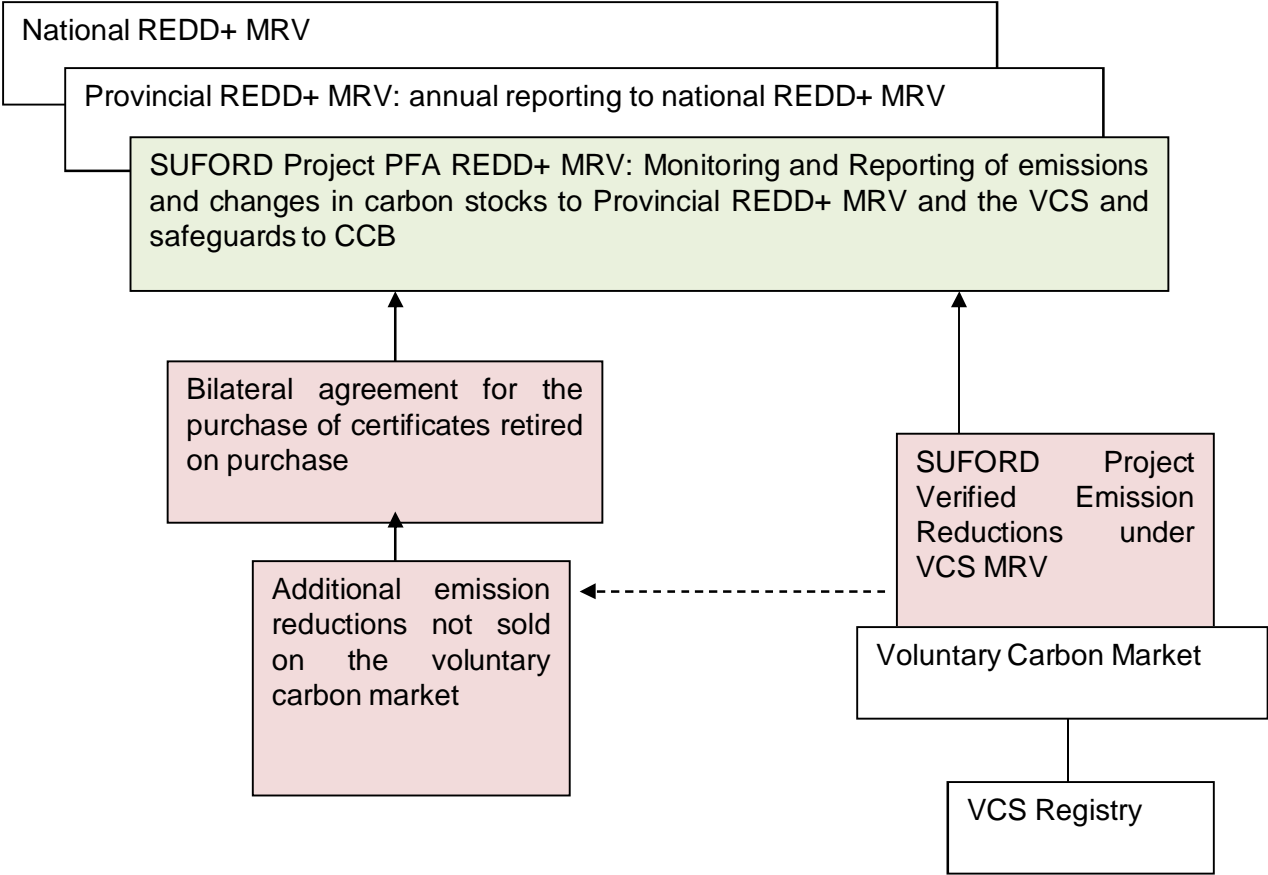 National REDD+ MRV
Provincial REDD+ MRV: annual reporting to national REDD+ MRV
SUFORD Project PFA REDD+ MRV: Monitoring and Reporting of emissions
and changes in carbon stocks to Provincial REDD+ MRV and the VCS and
safeguards to CCB
Bilateral agreement for the
purchase of certificates retired
on purchase
SUFORD Project
Verified Emission
Reductions under
VCS MRV
Additional emission
reductions not sold
on the voluntary
carbon market
Voluntary Carbon Market
VCS Registry